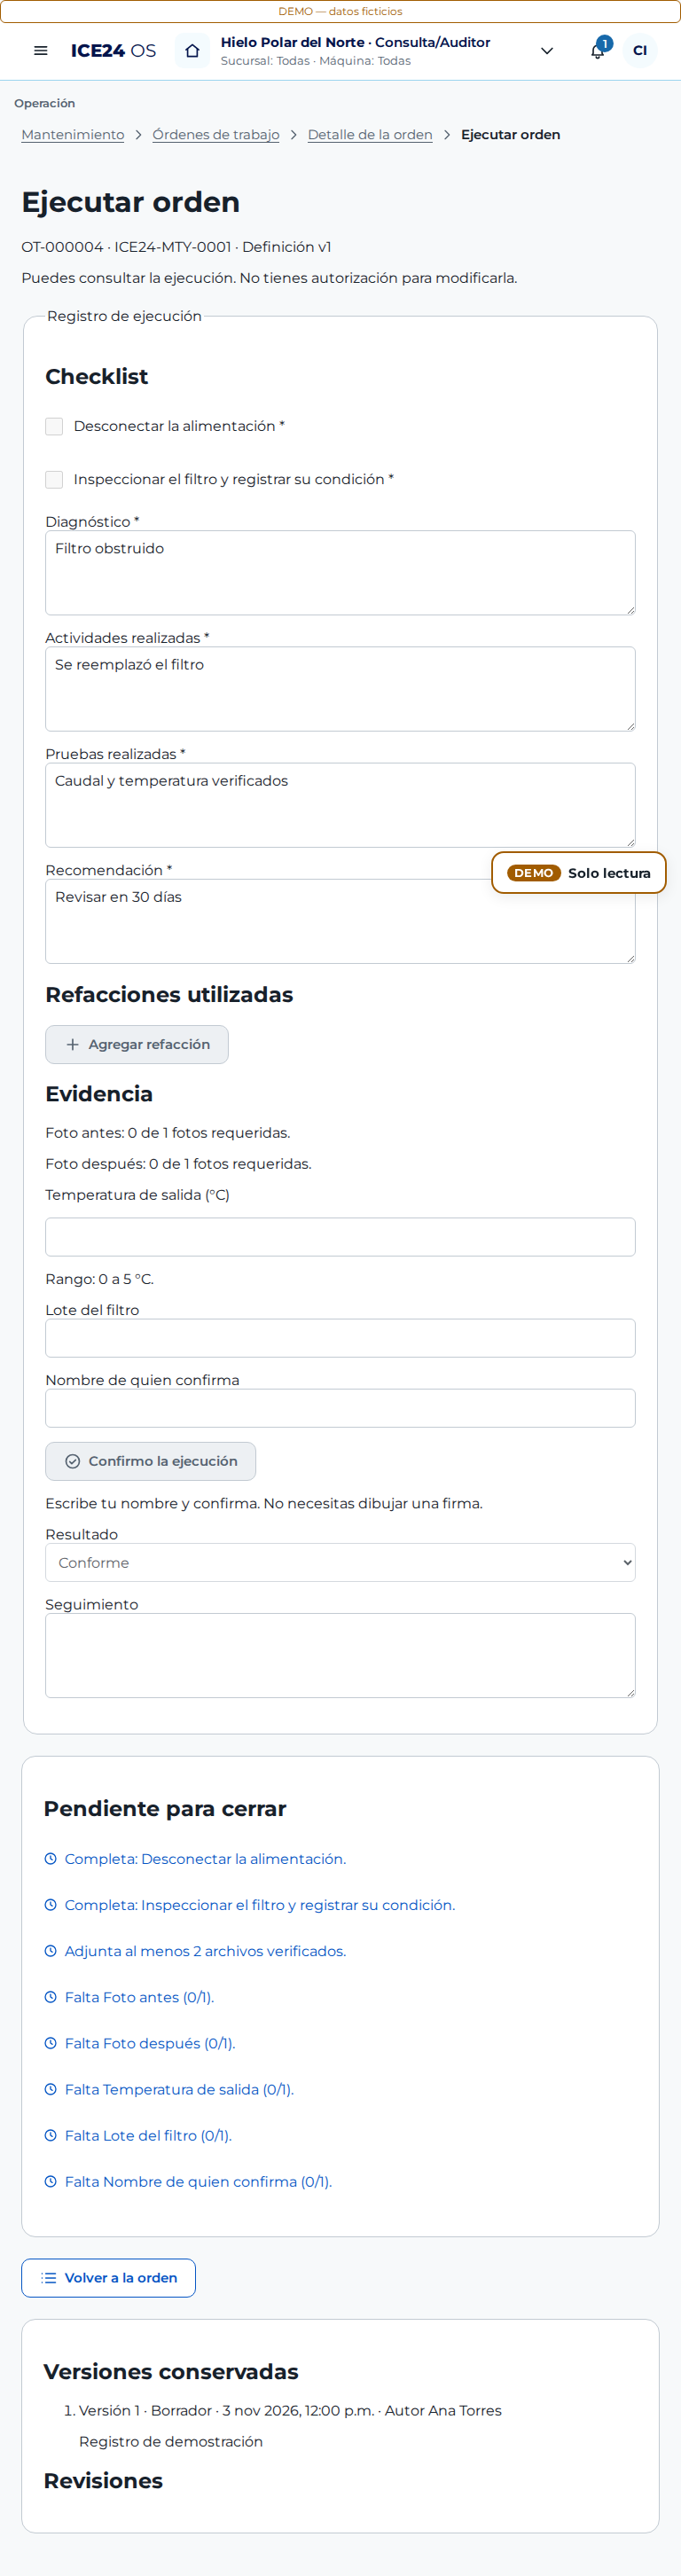 DEMO — datos ficticios
ICE24 OS
Hielo Polar del Norte · Consulta/Auditor
Sucursal: Todas · Máquina: Todas
1
CI
Operación
Mantenimiento > Órdenes de trabajo > Detalle de la orden > Ejecutar orden
Ejecutar orden
OT-000004 · ICE24-MTY-0001 · Definición v1
Puedes consultar la ejecución. No tienes autorización para modificarla.
Registro de ejecución
Checklist
Desconectar la alimentación *
Inspeccionar el filtro y registrar su condición *
Diagnóstico *
Filtro obstruido
Actividades realizadas *
Se reemplazó el filtro
Pruebas realizadas *
Caudal y temperatura verificados
Recomendación *
DEMO Solo lectura
Revisar en 30 días
Refacciones utilizadas
Agregar refacción
Evidencia
Foto antes: 0 de 1 fotos requeridas.
Foto después: 0 de 1 fotos requeridas.
Temperatura de salida (°C)
Rango: 0 a 5 °C.
Lote del filtro
Nombre de quien confirma
Confirmo la ejecución
Escribe tu nombre y confirma. No necesitas dibujar una firma.
Resultado
Conforme
Seguimiento
Pendiente para cerrar
Completa: Desconectar la alimentación.
Completa: Inspeccionar el filtro y registrar su condición.
Adjunta al menos 2 archivos verificados.
Falta Foto antes (0/1).
Falta Foto después (0/1).
Falta Temperatura de salida (0/1).
Falta Lote del filtro (0/1).
Falta Nombre de quien confirma (0/1).
Volver a la orden
Versiones conservadas
1. Versión 1 · Borrador · 3 nov 2026, 12:00 p.m. · Autor Ana Torres
Registro de demostración
Revisiones